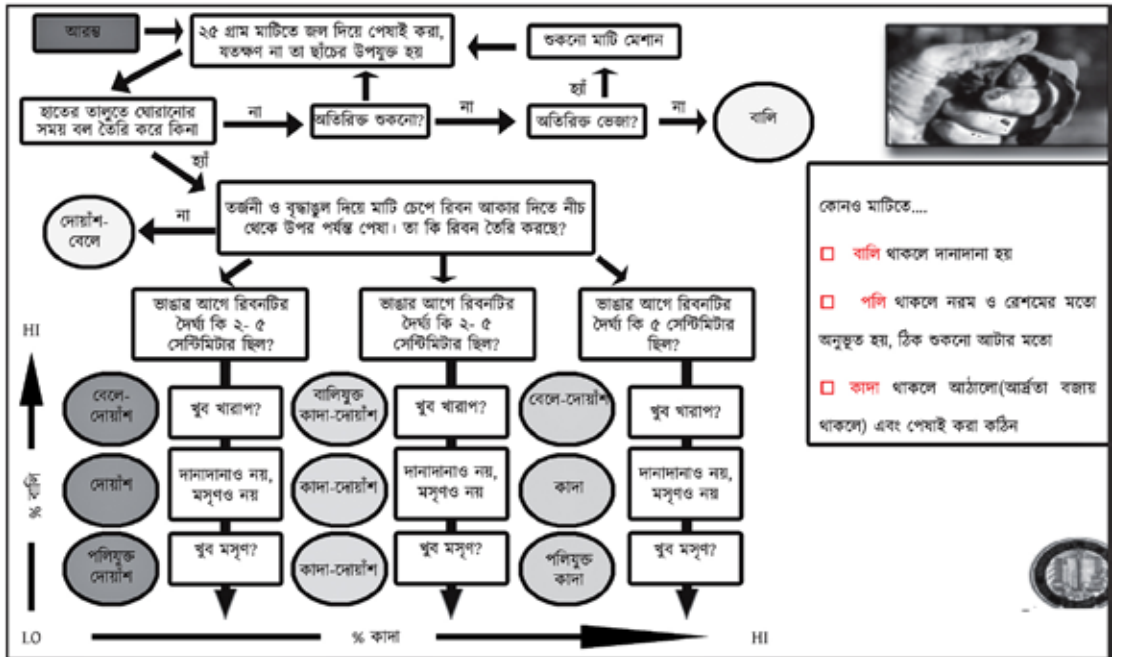 আরম্ভ
২৫ গ্রাম মাটিতে জল দিয়ে পেষাই করা,
যতক্ষণ না তা ছাঁচের উপযুক্ত হয়
শুকনো মাটি মেশান
হাতের তালুতে ঘোরানোর
সময় বল তৈরি করে কিনা
না
অতিরিক্ত শুকনো?
না
অতিরিক্ত ভেজা?
হ্যাঁ
না
বালি
হ্যাঁ
তর্জনী ও বৃদ্ধাঙুল দিয়ে মাটি চেপে রিবন আকার দিতে নীচ
থেকে উপর পর্যন্ত পেষা। তা কি রিবন তৈরি করছে?
না
দোয়াঁশ-
বেলে
ভাঙার আগে রিবনটির
দৈর্ঘ্য কি ২- ৫
সেন্টিমিটার ছিল?
ভাঙার আগে রিবনটির
দৈর্ঘ্য কি ২- ৫
সেন্টিমিটার ছিল?
ভাঙার আগে রিবনটির
দৈর্ঘ্য কি ৫ সেন্টিমিটার
ছিল?
HI
% বালি
LO
বেলে-
দোয়াঁশ
খুব খারাপ?
বালিযুক্ত
কাদা-দোয়াঁশ
খুব খারাপ?
বেলে-দোয়াঁশ
খুব খারাপ?
দোয়াঁশ
দানাদানাও নয়,
মসৃণও নয়
কাদা-দোয়াঁশ
দানাদানাও নয়,
মসৃণও নয়
কাদা
দানাদানাও নয়,
মসৃণও নয়
পলিযুক্ত
দোয়াঁশ
খুব মসৃণ?
কাদা-দোয়াঁশ
খুব মসৃণ?
পলিযুক্ত
কাদা
খুব মসৃণ?
% কাদা
HI
কোনও মাটিতে....
বালি থাকলে দানাদানা হয়
পলি থাকলে নরম ও রেশমের মতো
অনুভূত হয়, ঠিক শুকনো আটার মতো
কাদা থাকলে আঠালো(আর্দ্রতা বজায়
থাকলে) এবং পেষাই করা কঠিন